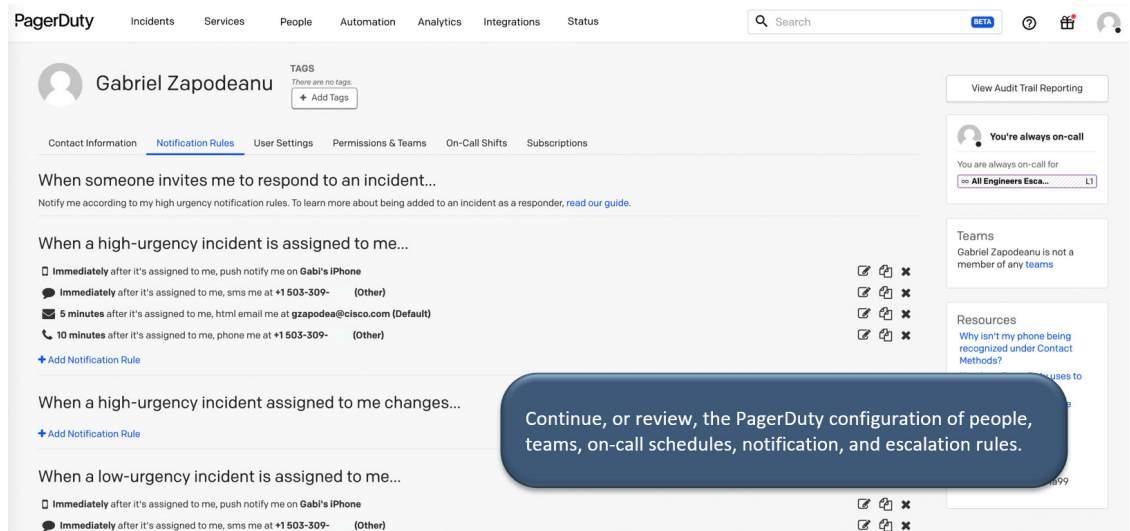 PagerDuty Incidents Services People Automation Analytics Integrations Status Search BETA
TAGS
Gabriel Zapodeanu
There are no tags.
+ Add Tags
View Audit Trail Reporting
You're always on-call
You are always on-call for
∞ All Engineers Esca... L1
Contact Information Notification Rules User Settings Permissions & Teams On-Call Shifts Subscriptions
When someone invites me to respond to an incident...
Notify me according to my high urgency notification rules. To learn more about being added to an incident as a responder, read our guide.
When a high-urgency incident is assigned to me...
Immediately after it's assigned to me, push notify me on Gabi's iPhone
Immediately after it's assigned to me, sms me at +1 503-309- (Other)
5 minutes after it's assigned to me, html email me at gzapodea@cisco.com (Default)
10 minutes after it's assigned to me, phone me at +1 503-309- (Other)
+ Add Notification Rule
Teams
Gabriel Zapodeanu is not a
member of any teams
Resources
Why isn't my phone being
recognized under Contact
Methods?
uses to
When a high-urgency incident assigned to me changes...
+ Add Notification Rule
Continue, or review, the PagerDuty configuration of people,
teams, on-call schedules, notification, and escalation rules.
When a low-urgency incident is assigned to me...
Immediately after it's assigned to me, push notify me on Gabi's iPhone
Immediately after it's assigned to me, sms me at +1 503-309- (Other)